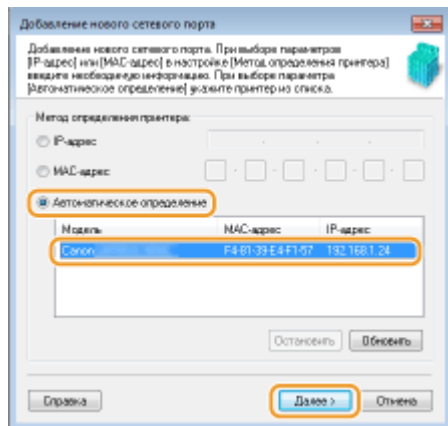 Добавление нового сетевого порта
Добавление нового сетевого порта. При выборе параметров
[IP-адрес] или [MAC-адрес] в настройке [Метод определения принтера]
введите необходимую информацию. При выборе параметра
[Автоматическое определение] укажите принтер из списка.
Метод определения принтера:
IP-адрес
MAC-адрес
Автоматическое определение
Модель MAC-адрес IP-адрес
Canon F4-81-39-E4-F1-57 192.168.1.24
Остановить Обновить
Справка Далее > Отмена